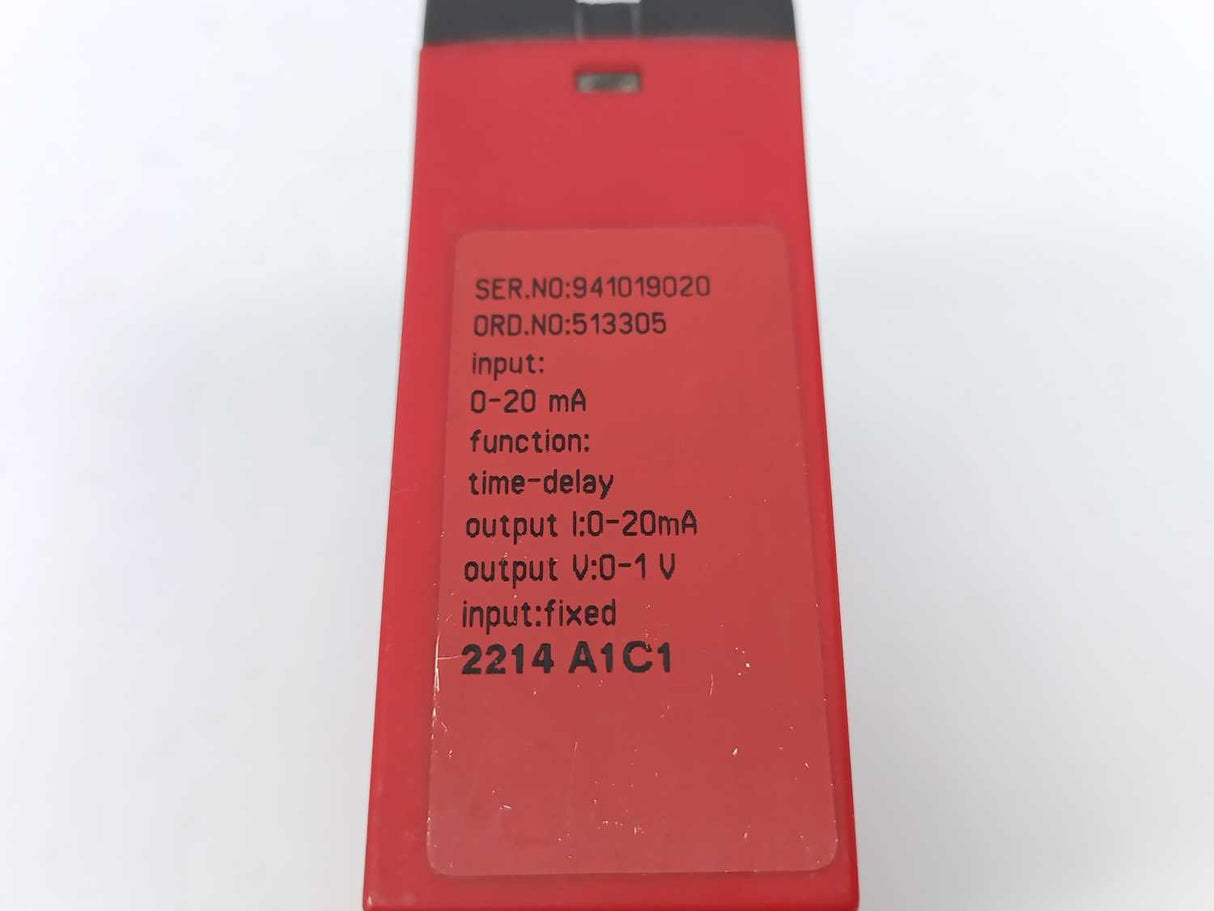 SER.NO:941019020
ORD.NO:513305
input:
0-20 mA
function:
time-delay
output I:0-20mA
output V:0-1 V
input:fixed
2214 A1C1